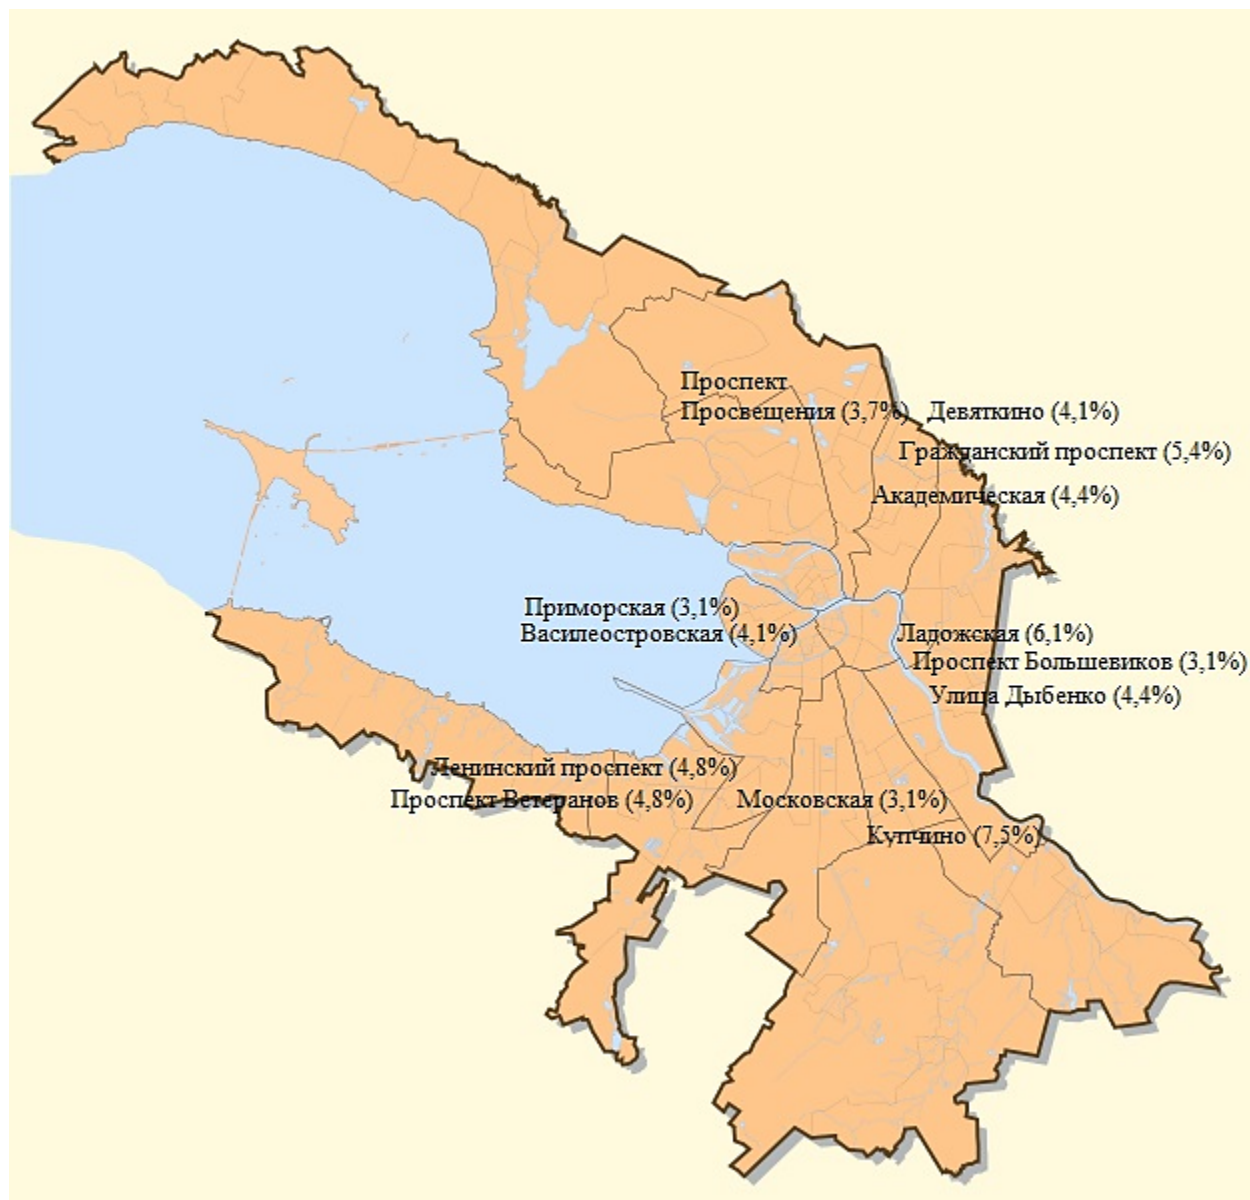 Проспект
Просвещения (3,7%)
Девяткино (4,1%)
Гражданский проспект (5,4%)
Академическая (4,4%)
Приморская (3,1%)
Василеостровская (4,1%)
Ладожская (6,1%)
Проспект Большевиков (3,1%)
Улица Дыбенко (4,4%)
Ленинский проспект (4,8%)
Проспект Ветеранов (4,8%)
Московская (3,1%)
Купчино (7,5%)